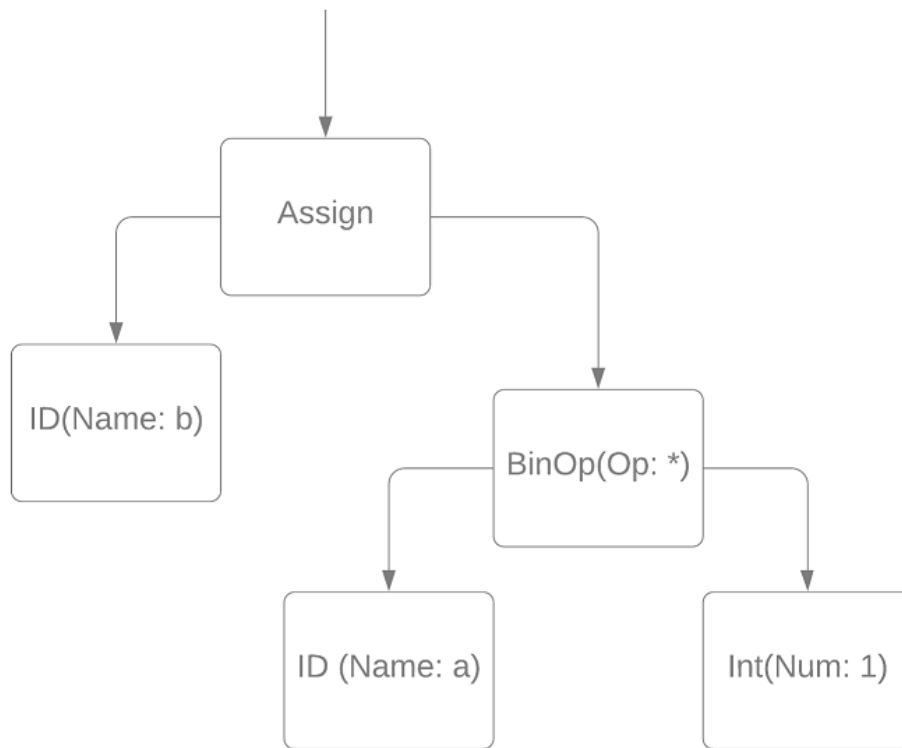 Assign
ID(Name: b)
BinOp(Op: *)
ID (Name: a)
Int(Num: 1)